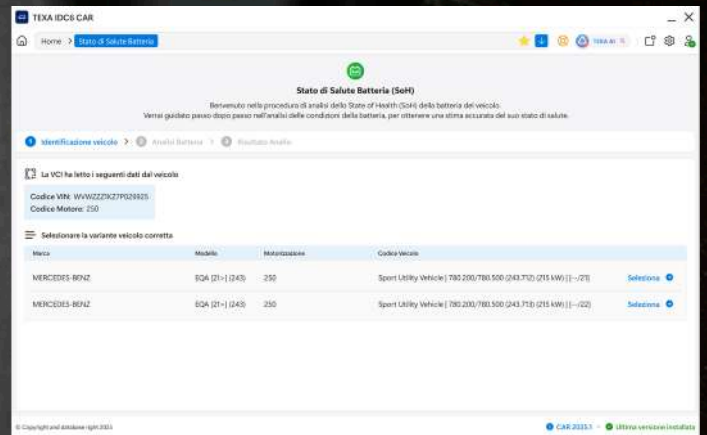 TEXA IDC6 CAR
Home > Stato di Salute Batteria
TEXA AI
Stato di Salute Batteria (SoH)
Benvenuto nella procedura di analisi dello State of Health (SoH) della batteria del veicolo.
Verrai guidato passo dopo passo nell'analisi delle condizioni della batteria, per ottenere una stima accurata del suo stato di salute.
1 Identificazione veicolo > 2 Analisi Batteria > 3 Risultato Analisi
La VCI ha letto i seguenti dati dal veicolo
Codice VIN: WVWZZZ1KZ7P029925
Codice Motore: 250
Selezionare la variante veicolo corretta
Marca Modello Motorizzazione Codice Veicolo
MERCEDES-BENZ EQA [21>] (243) 250 Sport Utility Vehicle [ 780.200/780.500 (243.712) (215 kW) ] [--/21] Seleziona
MERCEDES-BENZ EQA [21>] (243) 250 Sport Utility Vehicle [ 780.200/780.500 (243.713) (215 kW) ] [--/22] Seleziona
© Copyright and database right
CAR 2025.1 - Ultima versione installata